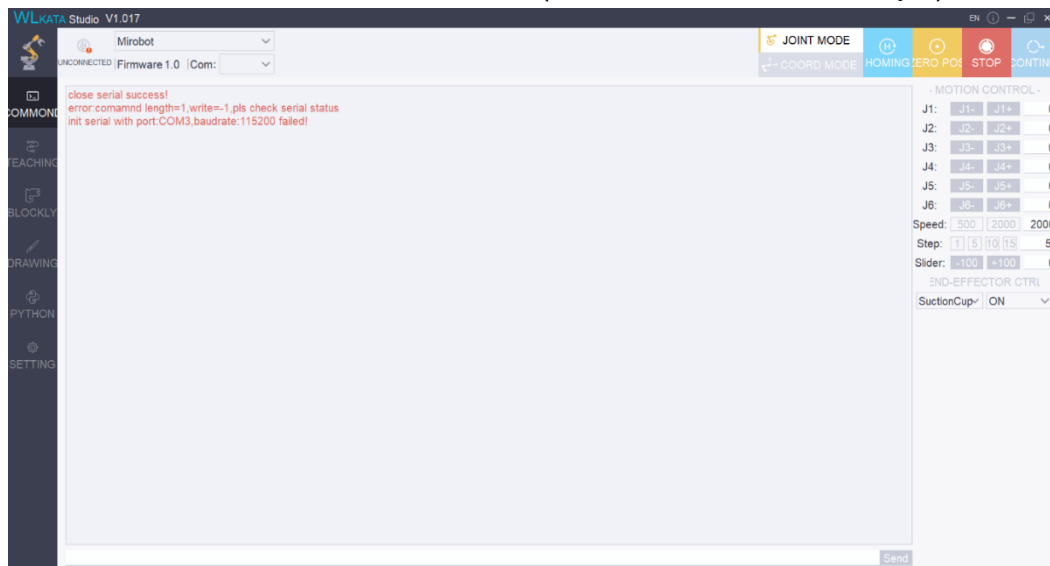 WLKATA Studio V1.017
EN
Mirobot
UNCONNECTED Firmware 1.0 Com:
JOINT MODE
COORD MODE
HOMING
ZERO POS
STOP
CONTIN
COMMOND
TEACHING
BLOCKLY
DRAWING
PYTHON
SETTING
close serial success!
error:comamnd length=1,write=-1,pls check serial status
init serial with port:COM3,baudrate:115200 failed!
Send
- MOTION CONTROL -
J1: J1- J1+
J2: J2- J2+
J3: J3- J3+
J4: J4- J4+
J5: J5- J5+
J6: J6- J6+
Speed: 500 2000 2000
Step: 1 5 10 15 5
Slider: -100 +100
END-EFFECTOR CTRL
SuctionCup ON